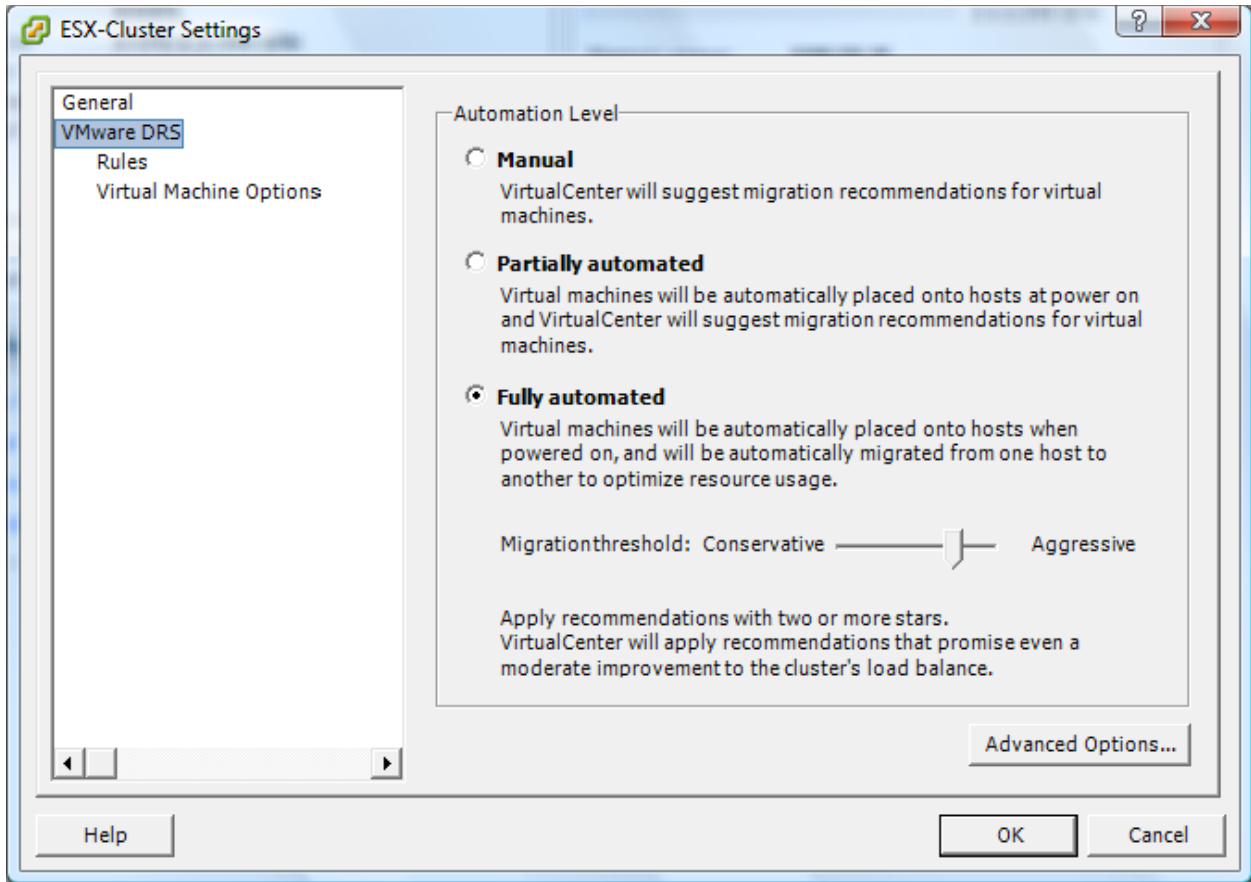 ESX-Cluster Settings
General
VMware DRS
Rules
Virtual Machine Options
Automation Level
Manual
VirtualCenter will suggest migration recommendations for virtual
machines.
Partially automated
Virtual machines will be automatically placed onto hosts at power on
and VirtualCenter will suggest migration recommendations for virtual
machines.
Fully automated
Virtual machines will be automatically placed onto hosts when
powered on, and will be automatically migrated from one host to
another to optimize resource usage.
Migration threshold: Conservative Aggressive
Apply recommendations with two or more stars.
VirtualCenter will apply recommendations that promise even a
moderate improvement to the cluster's load balance.
Advanced Options...
Help OK Cancel